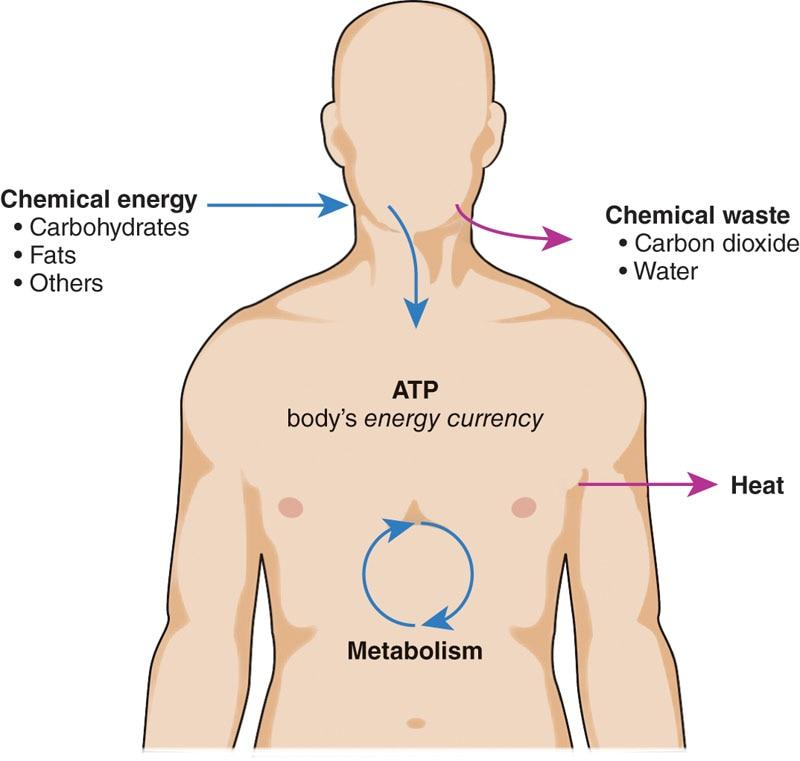 Chemical energy
• Carbohydrates
• Fats
• Others
Chemical waste
• Carbon dioxide
• Water
ATP
body’s energy currency
Heat
Metabolism